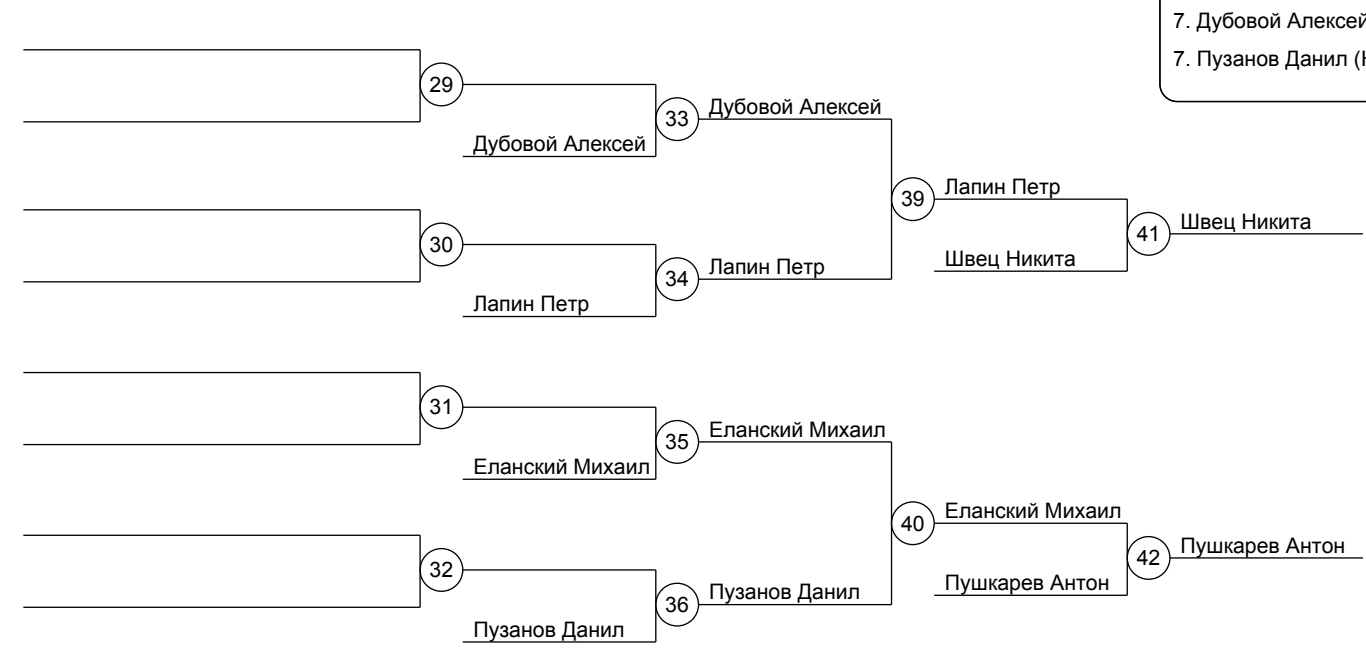 7. Дубовой Алексей
7. Пузанов Данил (
29
33
Дубовой Алексей
Дубовой Алексей
39
Лапин Петр
30
34
Лапин Петр
41
Швец Никита
Швец Никита
Лапин Петр
31
35
Еланский Михаил
Еланский Михаил
40
Еланский Михаил
32
36
Пузанов Данил
42
Пушкарев Антон
Пушкарев Антон
Пузанов Данил